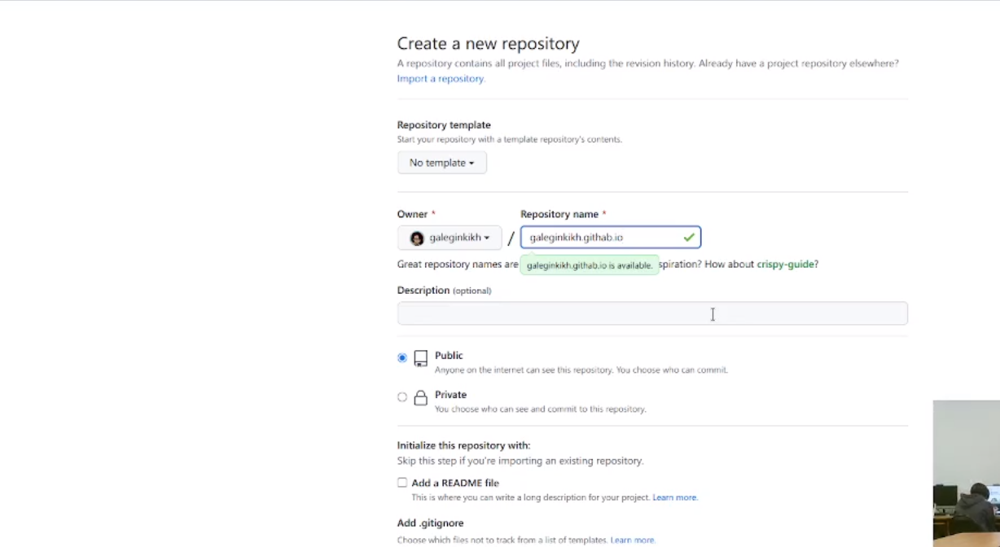 Create a new repository
A repository contains all project files, including the revision history. Already have a project repository elsewhere?
Import a repository.
Repository template
Start your repository with a template repository's contents.
No template
Owner * Repository name *
galeginkikh / galeginkikh.githab.io
Great repository names are galeginkikh.githab.io is available. spiration? How about crispy-guide?
Description (optional)
Public
Anyone on the internet can see this repository. You choose who can commit.
Private
You choose who can see and commit to this repository.
Initialize this repository with:
Skip this step if you're importing an existing repository.
Add a README file
This is where you can write a long description for your project. Learn more.
Add .gitignore
Choose which files not to track from a list of templates. Learn more.